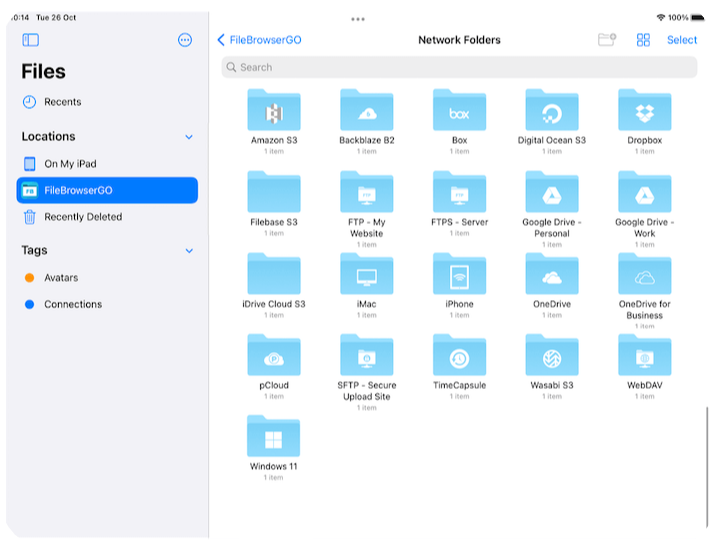 :0:14 Tue 26 Oct
100%
FileBrowserGO
Network Folders
Select
Files
Search
Recents
Locations
On My iPad
FB
FileBrowserGO
Recently Deleted
Tags
Avatars
Connections
Amazon S3
1 item
Backblaze B2
1 item
box
Box
1 item
Digital Ocean S3
1 item
Dropbox
1 item
Filebase S3
1 item
FTP
FTP - My
Website
1 item
FTP
FTPS - Server
1 item
Google Drive -
Personal
1 item
Google Drive -
Work
1 item
iDrive Cloud S3
1 item
iMac
1 item
iPhone
1 item
OneDrive
1 item
OneDrive for
Business
1 item
pCloud
1 item
SFTP - Secure
Upload Site
1 item
TimeCapsule
1 item
Wasabi S3
1 item
WebDAV
1 item
Windows 11
1 item